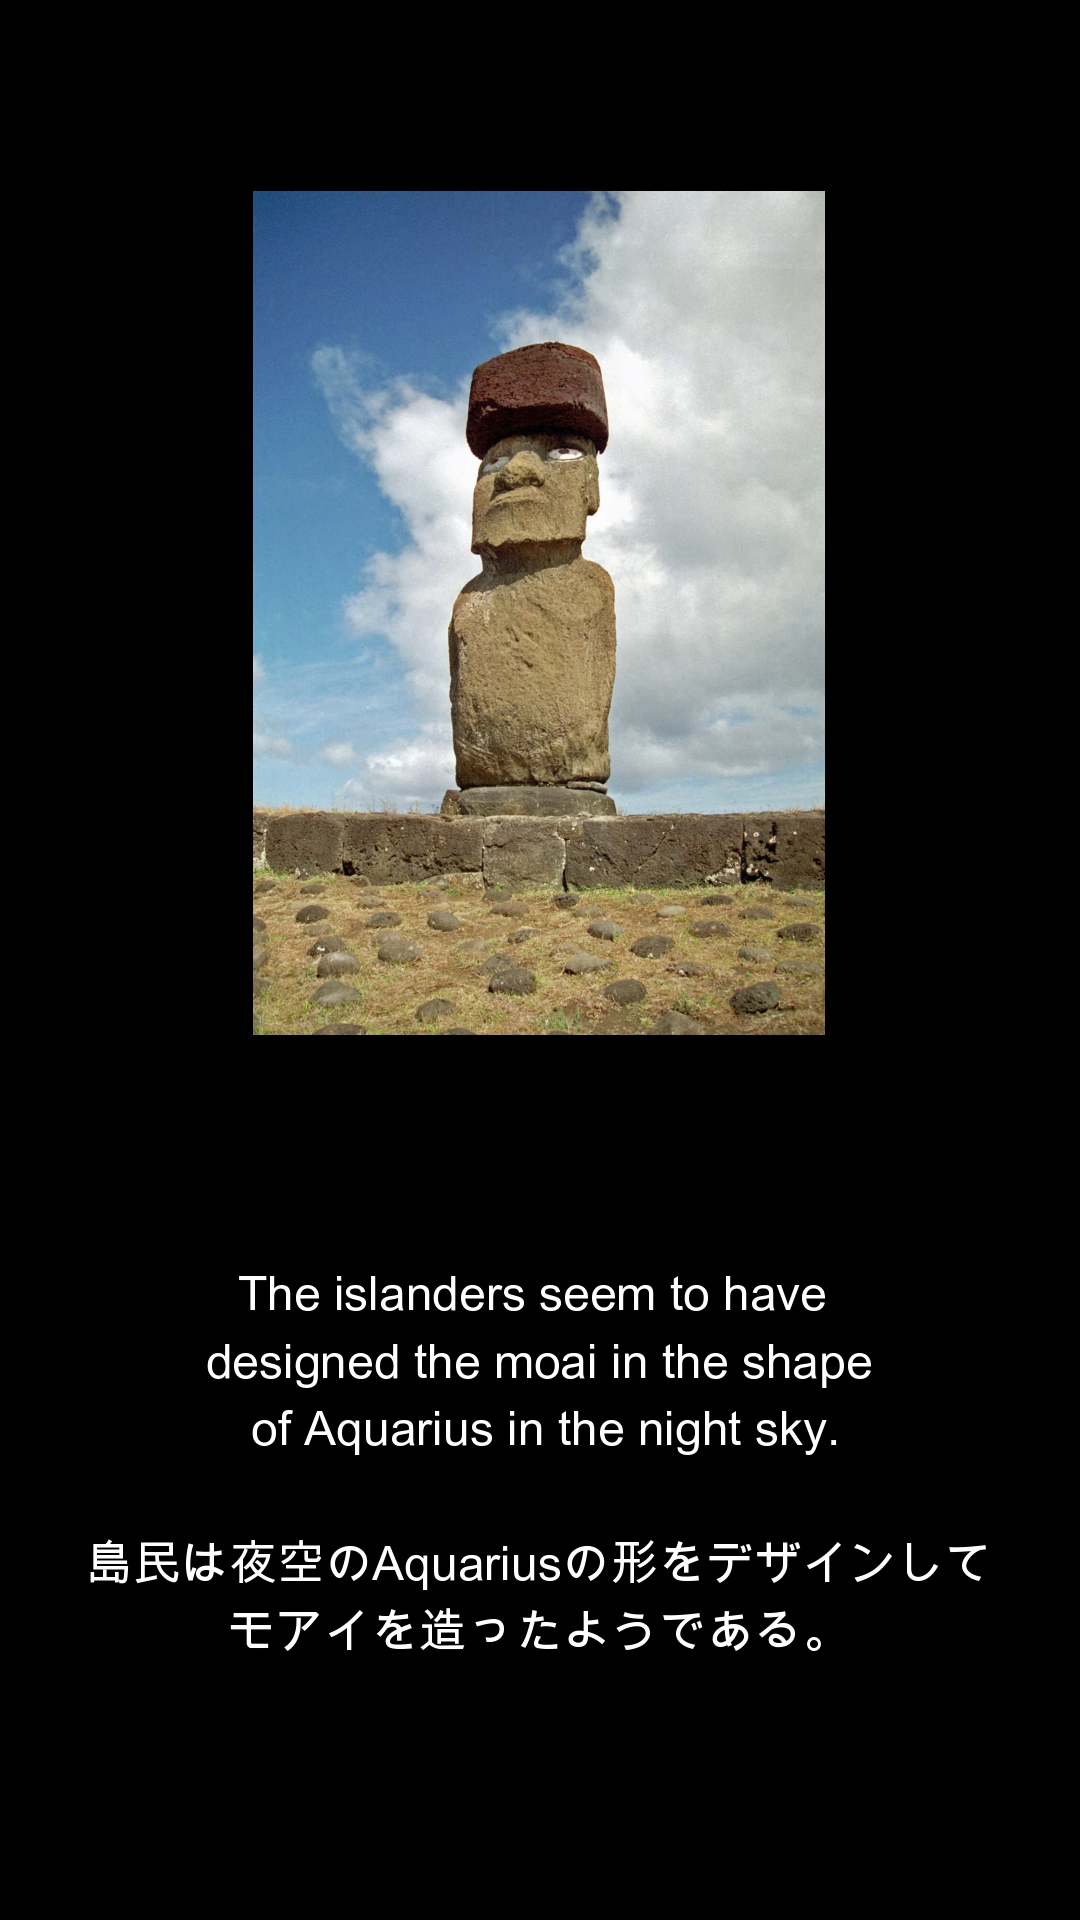 The islanders seem to have
designed the moai in the shape
of Aquarius in the night sky.
島民は夜空のAquariusの形をデザインして
モアイを造ったようである。